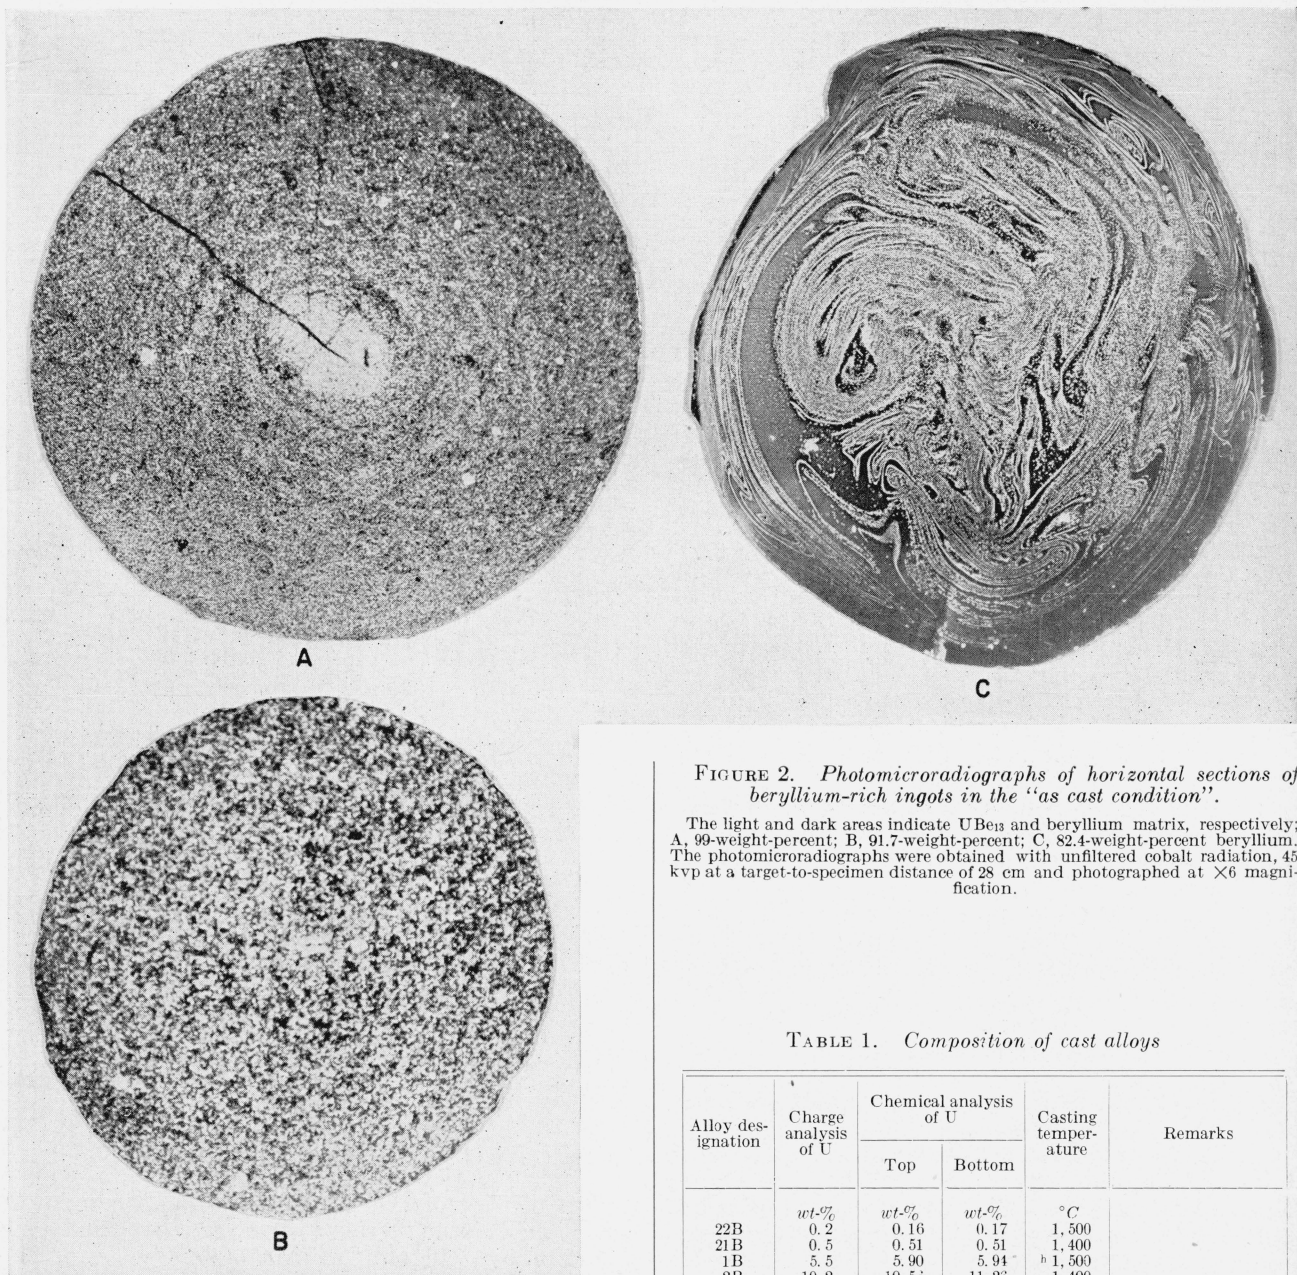 A
C
B
FIGURE 2. Photomicroradiographs of horizontal sections of
beryllium-rich ingots in the “as cast condition”.
The light and dark areas indicate UBe₁₃ and beryllium matrix, respectively;
A, 99-weight-percent; B, 91.7-weight-percent; C, 82.4-weight-percent beryllium.
The photomicroradiographs were obtained with unfiltered cobalt radiation, 45
kvp at a target-to-specimen distance of 28 cm and photographed at ×6 magni-
fication.
TABLE 1. Composition of cast alloys
Alloy des-
ignation
Charge
analysis
of U
Chemical analysis
of U
Top
Bottom
Casting
temper-
ature
Remarks
wt-% wt-% wt-% °C
22B 0.2 0.16 0.17 1,500
21B 0.5 0.51 0.51 1,400
1B 5.5 5.90 5.94 h 1,500